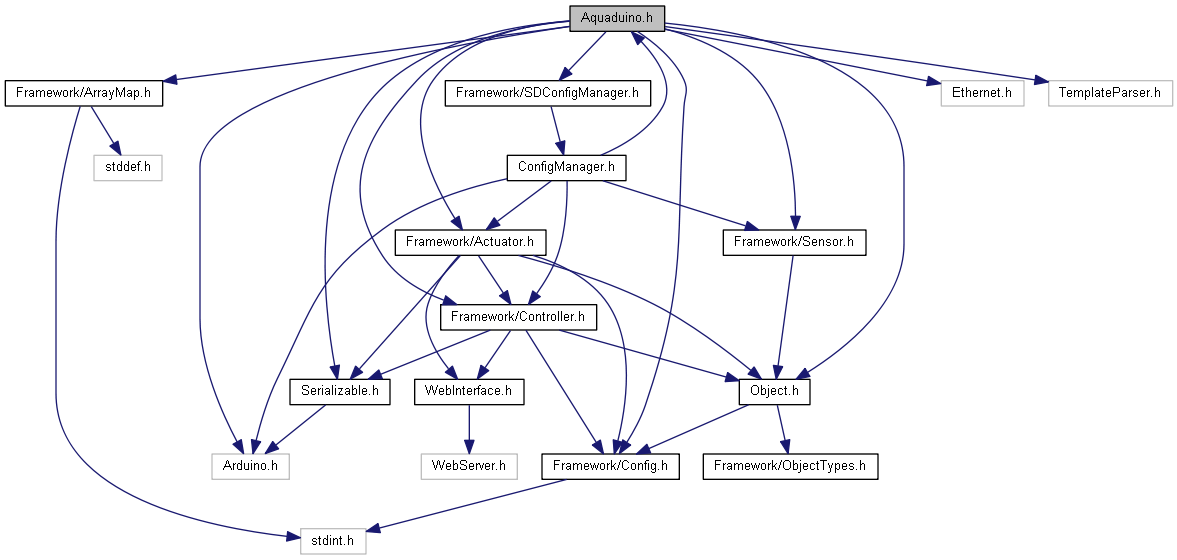 Aquaduino.h
Framework/ArrayMap.h
Framework/SDConfigManager.h
Ethernet.h
TemplateParser.h
stddef.h
ConfigManager.h
Framework/Actuator.h
Framework/Sensor.h
Framework/Controller.h
Serializable.h
WebInterface.h
Object.h
Arduino.h
WebServer.h
Framework/Config.h
Framework/ObjectTypes.h
stdint.h